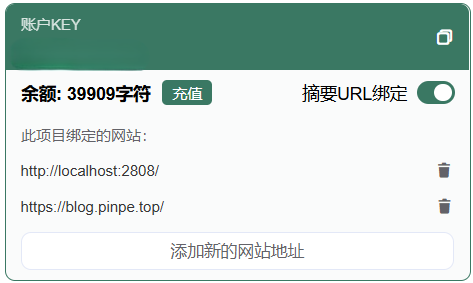 账户KEY
余额: 39909字符 充值 摘要URL绑定
此项目绑定的网站：
http://localhost:2808/
https://blog.pinpe.top/
添加新的网站地址